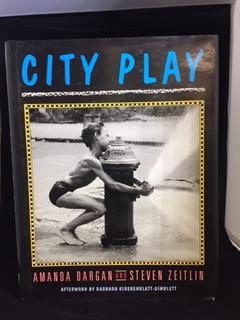 CITY PLAY
AMANDA DARGAN AND STEVEN ZEITLIN
AFTERWORD BY BARBARA KIRSHENBLATT-GIMBLETT